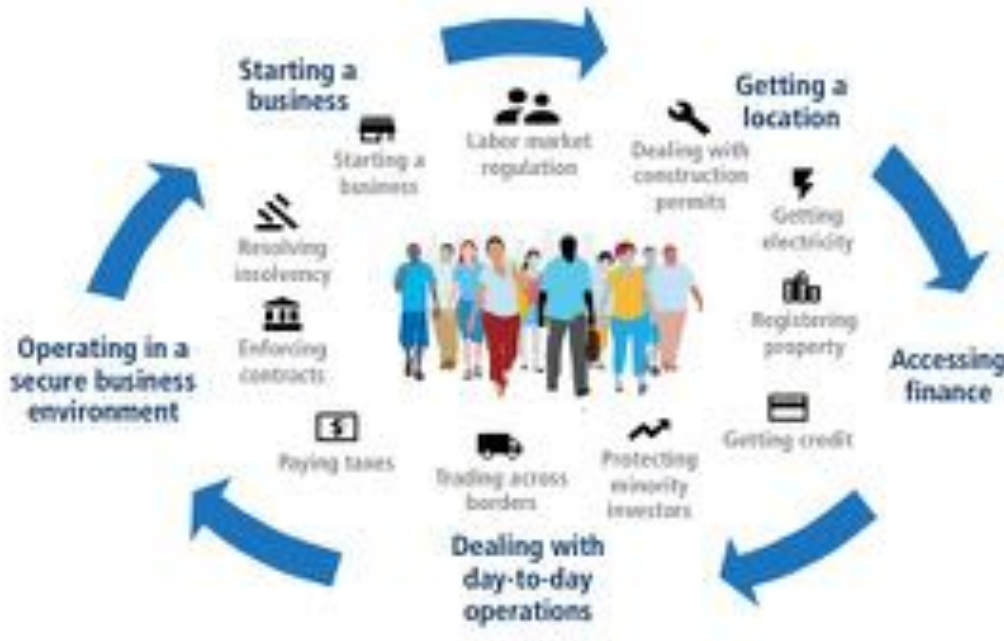 Starting a
business
Getting a
location
Accessing
finance
Dealing with
day-to-day
operations
Operating in a
secure business
environment
Starting a
business
Labor market
regulation
Dealing with
construction
permits
Getting
electricity
Registering
property
Getting credit
Protecting
minority
investors
Trading across
borders
Paying taxes
Enforcing
contracts
Resolving
insolvency
$